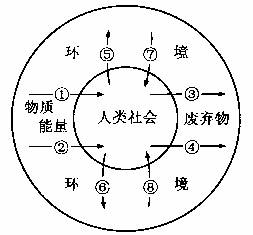 环 ⑤ ⑦ 境
物质 ① ③
能量 人类社会 废弃物
② ④
环 ⑥ ⑧ 境